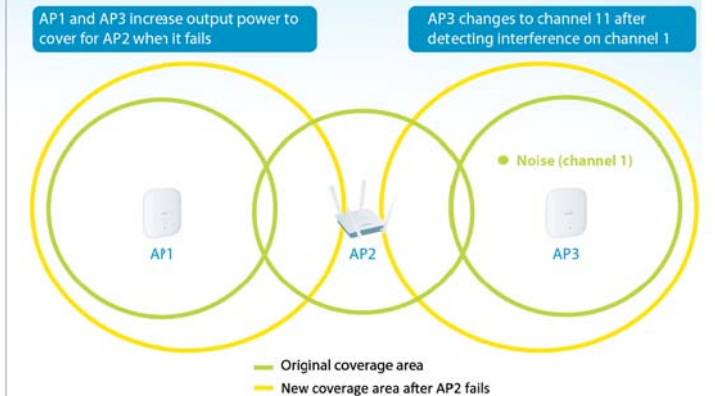 AP1 and AP3 increase output power to
cover for AP2 when it fails
AP3 changes to channel 11 after
detecting interference on channel 1
Noise (channel 1)
AP1
AP2
AP3
Original coverage area
New coverage area after AP2 fails